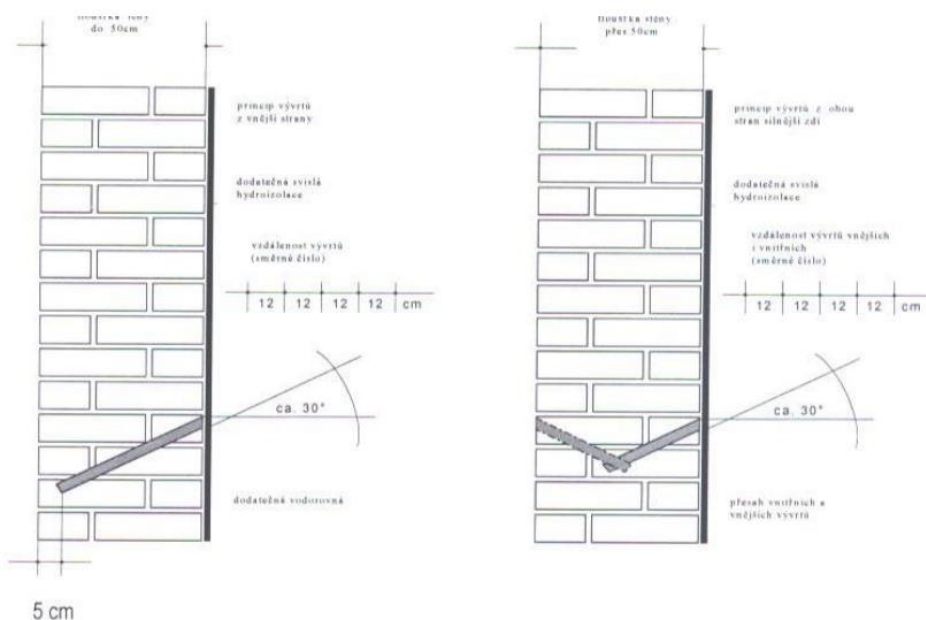 do 50cm
princip vývrtů
z vnější strany
dodatečná svislá
hydroizolace
vzdálenost vývrtů
(směrné číslo)
12 12 12 12 cm
ca. 30°
dodatečná vodorovná
5 cm
tloušťka stěny
přes 50cm
princip vývrtů z obou
stran silnější zdi
dodatečná svislá
hydroizolace
vzdálenost vývrtů vnějších
i vnitřních
(směrné číslo)
12 12 12 12 cm
ca. 30°
přesah vnitřních a
vnějších vývrtů